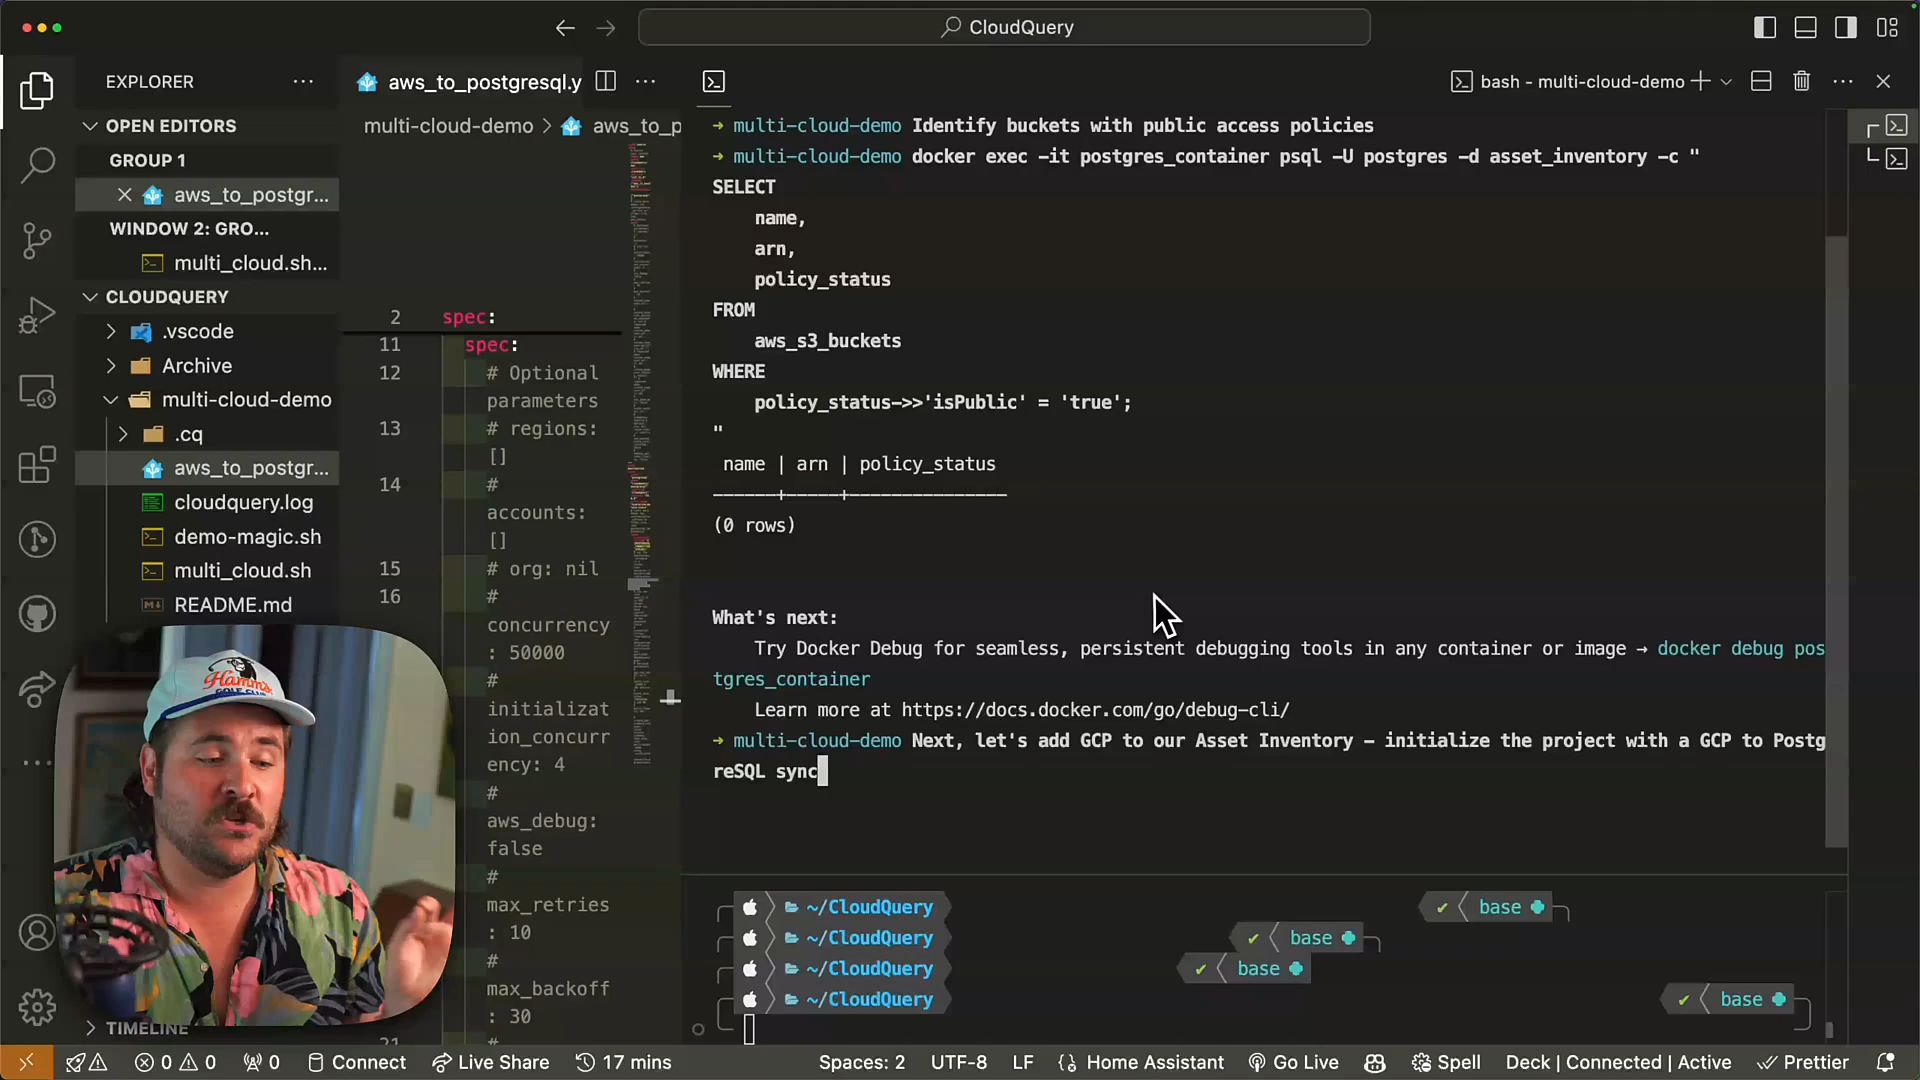 CloudQuery
EXPLORER
aws_to_postgresql.y
bash - multi-cloud-demo
OPEN EDITORS
multi-cloud-demo > aws_to_p
GROUP 1
aws_to_postgr...
WINDOW 2: GRO...
multi_cloud.sh...
CLOUDQUERY
.vscode
Archive
multi-cloud-demo
.cq
aws_to_postgr...
cloudquery.log
demo-magic.sh
multi_cloud.sh
README.md
TIMELINE
2 spec:
11 spec:
12 # Optional
parameters
13 # regions:
[]
14 #
accounts:
[]
15 # org: nil
16 #
concurrency
: 50000
#
initializat
ion_concurr
ency: 4
#
aws_debug:
false
#
max_retries
: 10
#
max_backoff
: 30
21 #
→ multi-cloud-demo Identify buckets with public access policies
→ multi-cloud-demo docker exec -it postgres_container psql -U postgres -d asset_inventory -c "
SELECT
name,
arn,
policy_status
FROM
aws_s3_buckets
WHERE
policy_status->>'isPublic' = 'true';
"
name | arn | policy_status
------+-----+---------------
(0 rows)
What's next:
Try Docker Debug for seamless, persistent debugging tools in any container or image → docker debug pos
tgres_container
Learn more at https://docs.docker.com/go/debug-cli/
→ multi-cloud-demo Next, let's add GCP to our Asset Inventory - initialize the project with a GCP to Postg
reSQL sync
~/CloudQuery ✔ base
~/CloudQuery ✔ base
~/CloudQuery ✔ base
~/CloudQuery ✔ base
Hamm's
GOLF CLUB
0 0 0 Connect Live Share 17 mins Spaces: 2 UTF-8 LF Home Assistant Go Live Spell Deck | Connected | Active Prettier